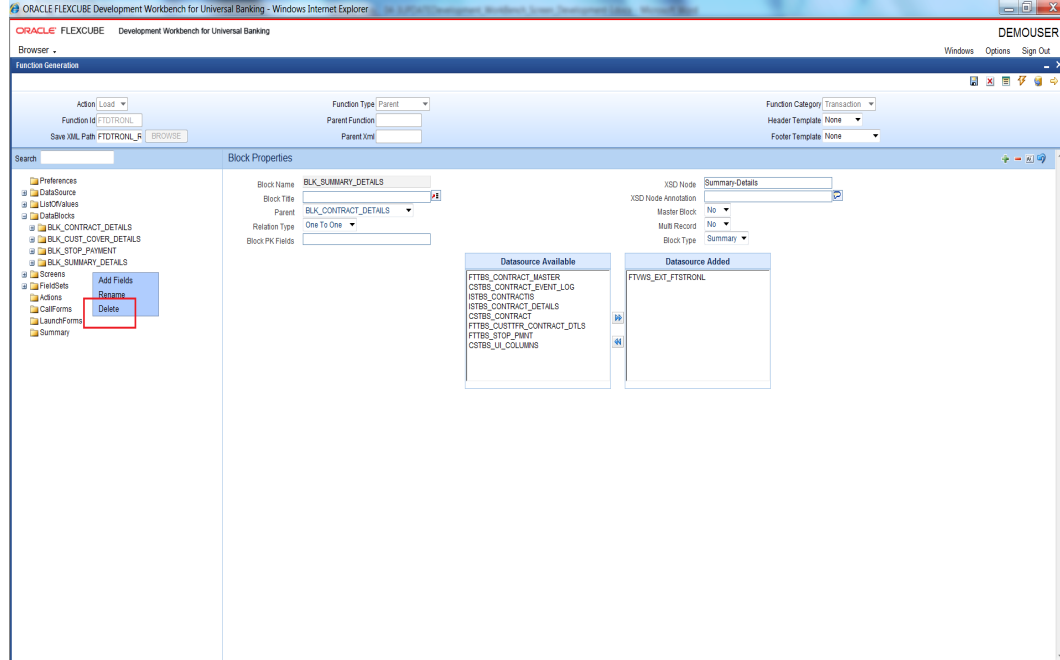 ORACLE FLEXCUBE Development Workbench for Universal Banking - Windows Internet Explorer
ORACLE FLEXCUBE Development Workbench for Universal Banking
DEMOUSER
Browser
Windows Options Sign Out
Function Generation
Action Load
Function Type Parent
Function Category Transaction
Function Id FTDTRONL
Parent Function
Header Template None
Save XML Path FTDTRONL_R BROWSE
Parent Xml
Footer Template None
Search
Block Properties
Preferences
DataSource
ListOfValues
DataBlocks
BLK_CONTRACT_DETAILS
BLK_CUST_COVER_DETAILS
BLK_STOP_PAYMENT
BLK_SUMMARY_DETAILS
Screens
FieldSets
Actions
CallForms
LaunchForms
Summary
Add Fields
Rename
Delete
Block Name BLK_SUMMARY_DETAILS
Block Title
Parent BLK_CONTRACT_DETAILS
Relation Type One To One
Block PK Fields
XSD Node Summary-Details
XSD Node Annotation
Master Block No
Multi Record No
Block Type Summary
Datasource Available
FTTBS_CONTRACT_MASTER
CSTBS_CONTRACT_EVENT_LOG
ISTBS_CONTRACTIS
ISTBS_CONTRACT_DETAILS
CSTBS_CONTRACT
FTTBS_CUSTTFR_CONTRACT_DTLS
FTTBS_STOP_PMNT
CSTBS_UI_COLUMNS
Datasource Added
FTVWS_EXT_FTSTRONL